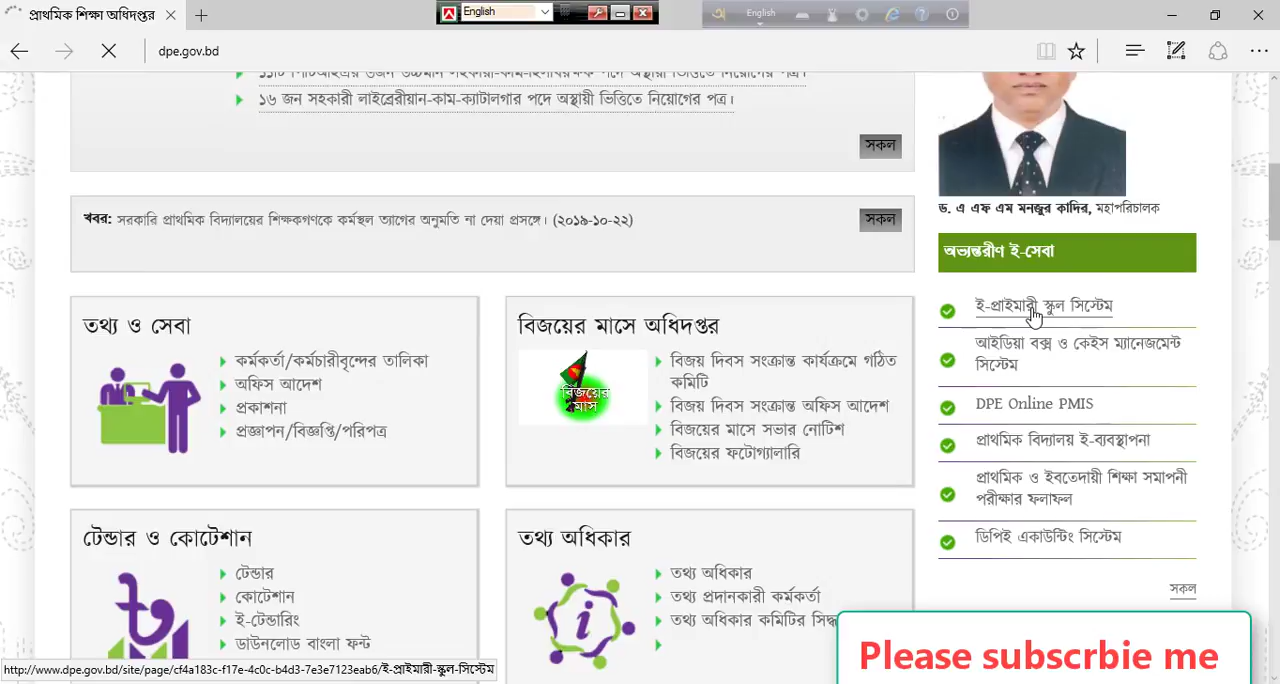 প্রাথমিক শিক্ষা অধিদপ্তর
English
English
dpe.gov.bd
১৬ জন সহকারী লাইব্রেরীয়ান-কাম-ক্যাটালগার পদে অস্থায়ী ভিত্তিতে নিয়োগের পত্র।
সকল
খবর: সরকারি প্রাথমিক বিদ্যালয়ের শিক্ষকগণকে কর্মস্থল ত্যাগের অনুমতি না দেয়া প্রসঙ্গে। (২০১৯-১০-২২)
সকল
তথ্য ও সেবা
কর্মকর্তা/কর্মচারীবৃন্দের তালিকা
অফিস আদেশ
প্রকাশনা
প্রজ্ঞাপন/বিজ্ঞপ্তি/পরিপত্র
বিজয়ের মাসে অধিদপ্তর
বিজয়ের
মাস
বিজয় দিবস সংক্রান্ত কার্যক্রমে গঠিত
কমিটি
বিজয় দিবস সংক্রান্ত অফিস আদেশ
বিজয়ের মাসে সভার নোটিশ
বিজয়ের ফটোগ্যালারি
টেন্ডার ও কোটেশান
টেন্ডার
কোটেশান
ই-টেন্ডারিং
ডাউনলোড বাংলা ফন্ট
তথ্য অধিকার
তথ্য অধিকার
তথ্য প্রদানকারী কর্মকর্তা
তথ্য অধিকার কমিটির
ড. এ এফ এম মনজুর কাদির, মহাপরিচালক
অভ্যন্তরীণ ই-সেবা
ই-প্রাইমারী স্কুল সিস্টেম
আইডিয়া বক্স ও কেইস ম্যানেজমেন্ট
সিস্টেম
DPE Online PMIS
প্রাথমিক বিদ্যালয় ই-ব্যবস্থাপনা
প্রাথমিক ও ইবতেদায়ী শিক্ষা সমাপনী
পরীক্ষার ফলাফল
ডিপিই একাউন্টিং সিস্টেম
সকল
Please subscrbie me
http://www.dpe.gov.bd/site/page/cf4a183c-f17e-4c0c-b4d3-7e3e7123eab6/ই-প্রাইমারী-স্কুল-সিস্টেম